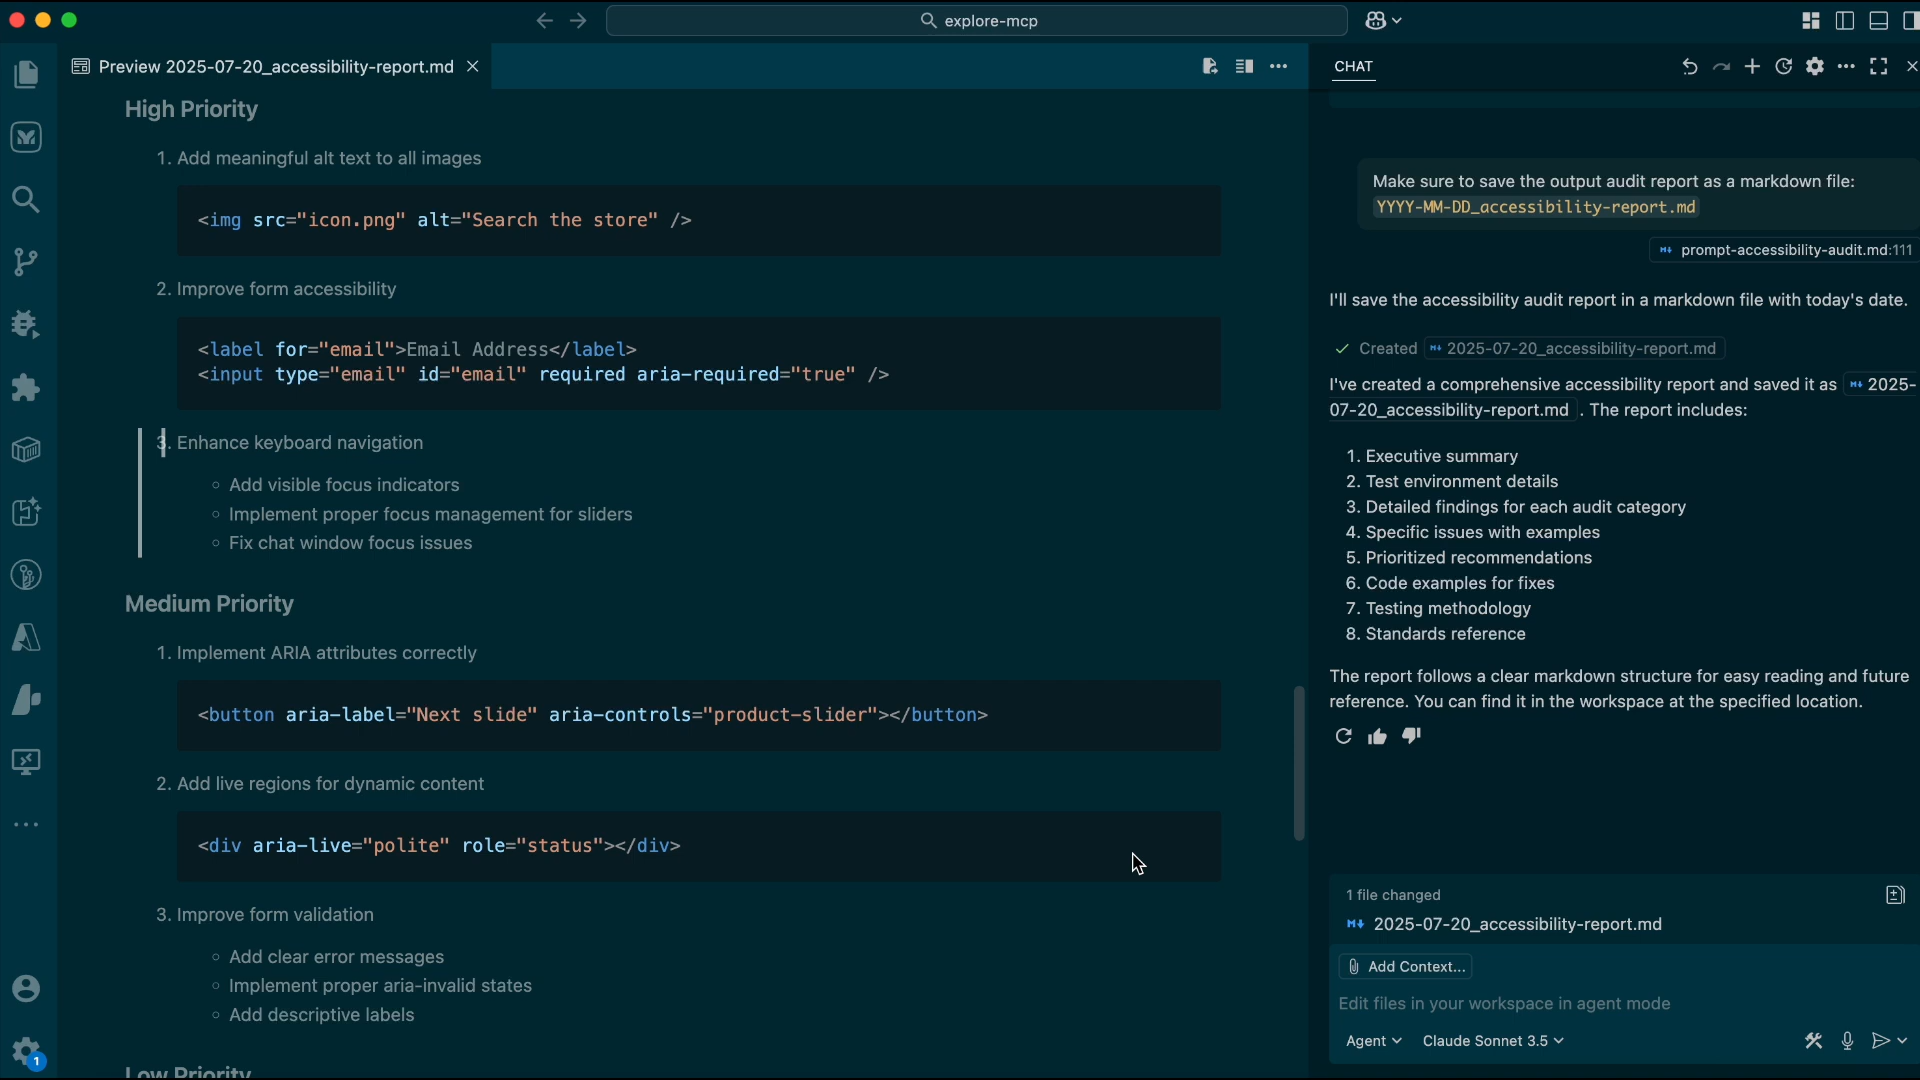 explore-mcp
Preview 2025-07-20_accessibility-report.md
High Priority
1. Add meaningful alt text to all images
<img src="icon.png" alt="Search the store" />
2. Improve form accessibility
<label for="email">Email Address</label>
<input type="email" id="email" required aria-required="true" />
3. Enhance keyboard navigation
Add visible focus indicators
Implement proper focus management for sliders
Fix chat window focus issues
Medium Priority
1. Implement ARIA attributes correctly
<button aria-label="Next slide" aria-controls="product-slider"></button>
2. Add live regions for dynamic content
<div aria-live="polite" role="status"></div>
3. Improve form validation
Add clear error messages
Implement proper aria-invalid states
Add descriptive labels
Low Priority
1
CHAT
Make sure to save the output audit report as a markdown file:
YYYY-MM-DD_accessibility-report.md
prompt-accessibility-audit.md:111
I'll save the accessibility audit report in a markdown file with today's date.
Created 2025-07-20_accessibility-report.md
I've created a comprehensive accessibility report and saved it as 2025-
07-20_accessibility-report.md . The report includes:
1. Executive summary
2. Test environment details
3. Detailed findings for each audit category
4. Specific issues with examples
5. Prioritized recommendations
6. Code examples for fixes
7. Testing methodology
8. Standards reference
The report follows a clear markdown structure for easy reading and future
reference. You can find it in the workspace at the specified location.
1 file changed
2025-07-20_accessibility-report.md
Add Context...
Edit files in your workspace in agent mode
Agent Claude Sonnet 3.5